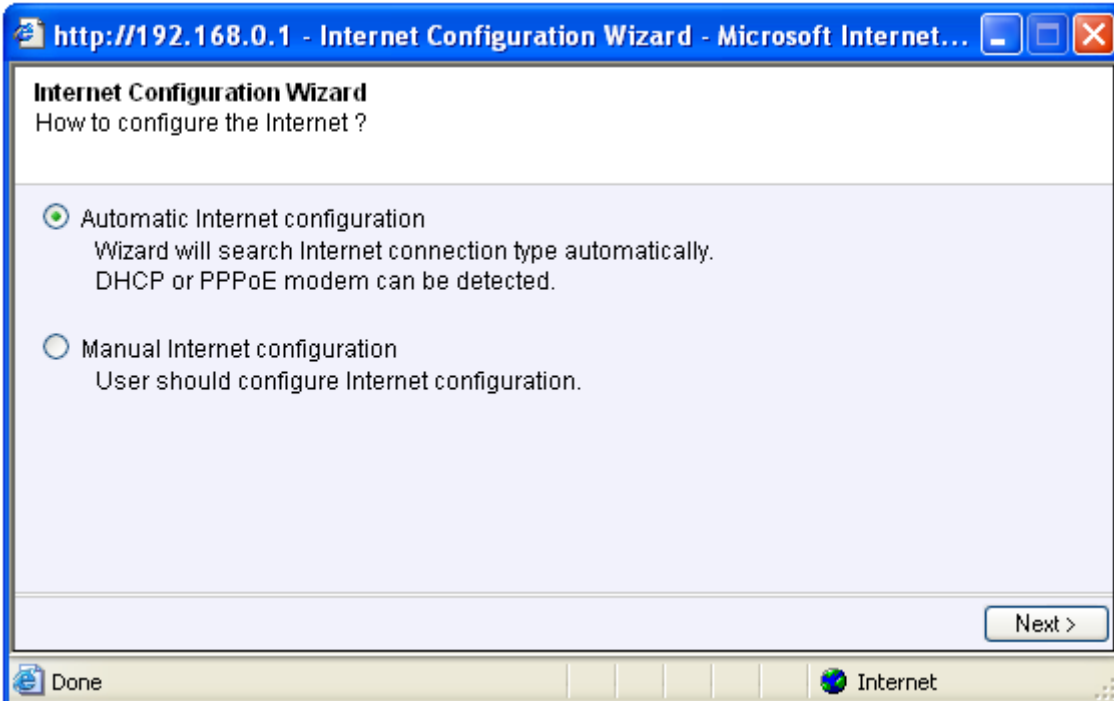 http://192.168.0.1 - Internet Configuration Wizard - Microsoft Internet...
Internet Configuration Wizard
How to configure the Internet ?
Automatic Internet configuration
Wizard will search Internet connection type automatically.
DHCP or PPPoE modem can be detected.
Manual Internet configuration
User should configure Internet configuration.
Next >
Done
Internet